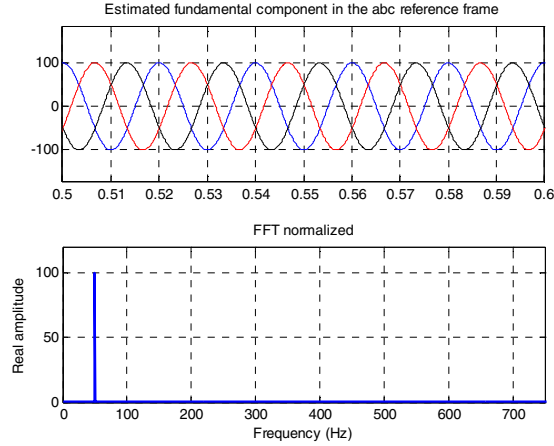 Estimated fundamental component in the abc reference frame
100
0
-100
0.5 0.51 0.52 0.53 0.54 0.55 0.56 0.57 0.58 0.59 0.6
FFT normalized
Real amplitude
100
50
0
0 100 200 300 400 500 600 700
Frequency (Hz)